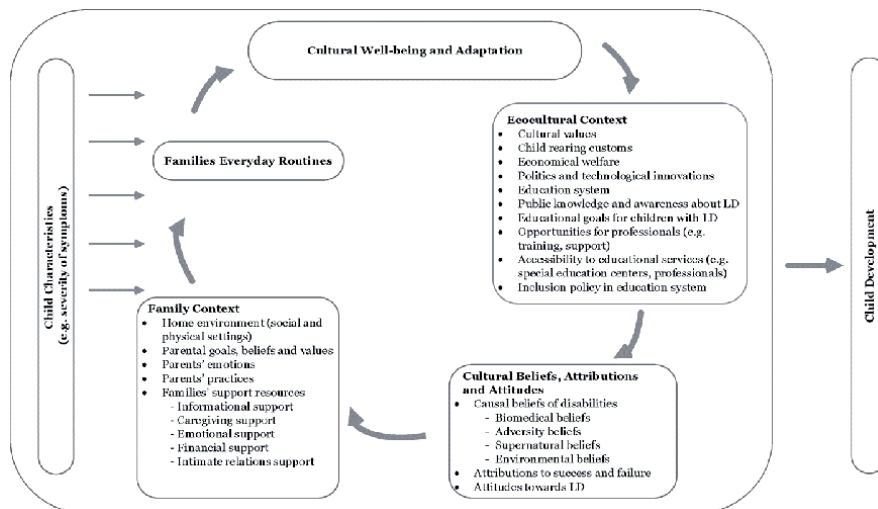 Cultural Well-being and Adaptation
Child Characteristics
(e.g. severity of symptoms)
Families Everyday Routines
Ecocultural Context
• Cultural values
• Child rearing customs
• Economical welfare
• Politics and technological innovations
• Education system
• Public knowledge and awareness about LD
• Educational goals for children with LD
• Opportunities for professionals (e.g.
training, support)
• Accessibility to educational services (e.g.
special education centers, professionals)
• Inclusion policy in education system
Family Context
• Home environment (social and
physical settings)
• Parental goals, beliefs and values
• Parents' emotions
• Parents' practices
• Families' support resources
- Informational support
- Caregiving support
- Emotional support
- Financial support
- Intimate relations support
Cultural Beliefs, Attributions
and Attitudes
• Causal beliefs of disabilities
- Biomedical beliefs
- Adversity beliefs
- Supernatural beliefs
- Environmental beliefs
• Attributions to success and failure
• Attitudes towards LD
Child Development